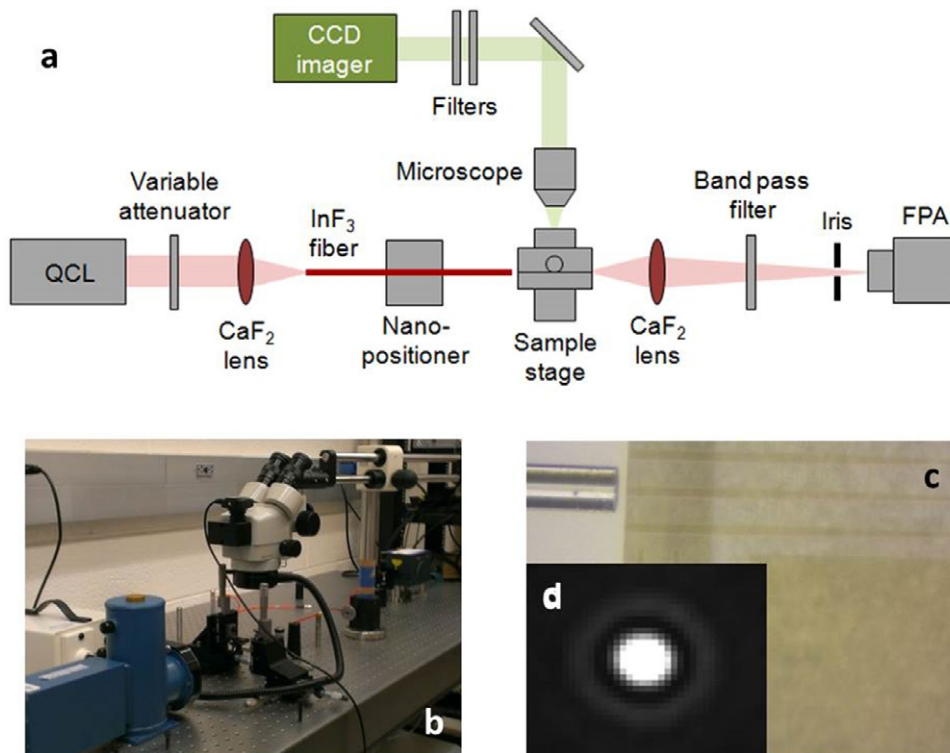 a
CCD
imager
Filters
Microscope
Variable
attenuator
InF₃
fiber
Band pass
filter
Iris
FPA
QCL
CaF₂
lens
Nano-
positioner
Sample
stage
CaF₂
lens
b
c
d